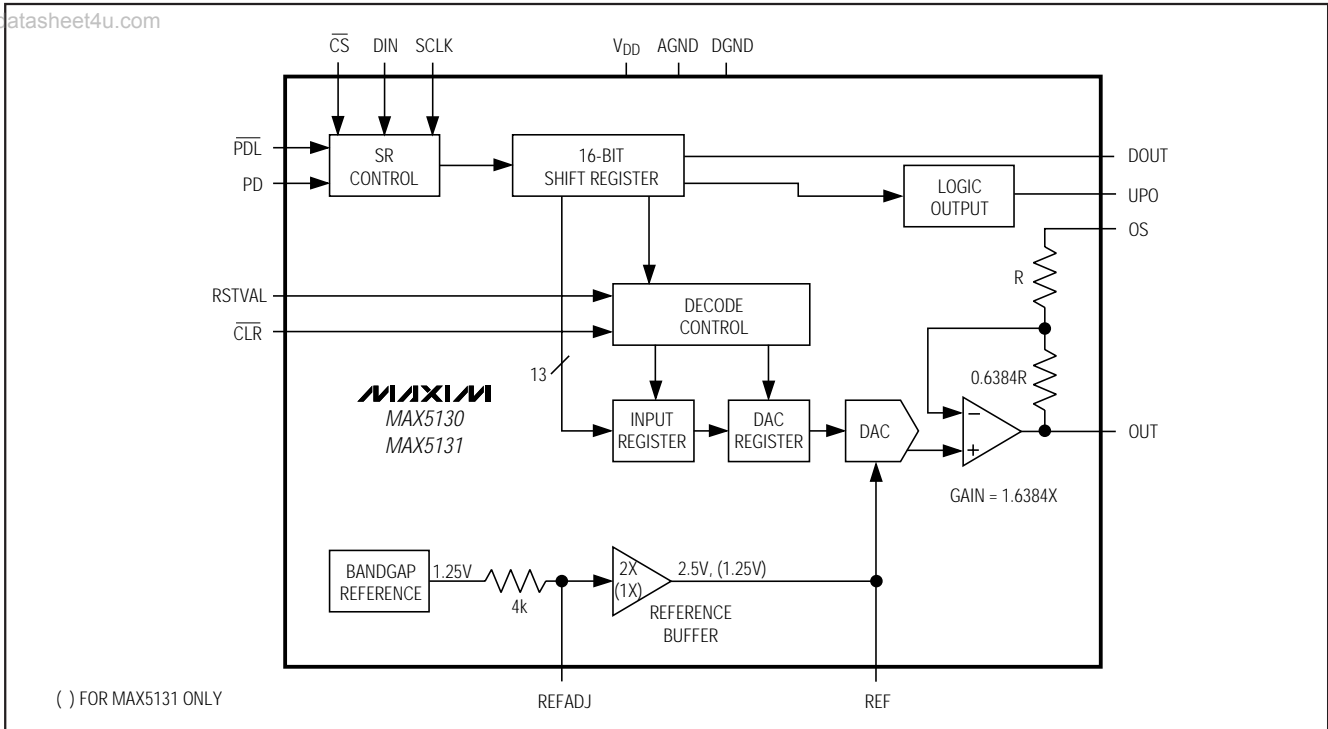 atasheet4u.com
CS DIN SCLK VDD AGND DGND
PDL
PD
SR
CONTROL
16-BIT
SHIFT REGISTER
DOUT
LOGIC
OUTPUT
UPO
OS
R
RSTVAL
CLR
DECODE
CONTROL
13
0.6384R
MAXIM
MAX5130
MAX5131
INPUT
REGISTER
DAC
REGISTER
DAC
−
+
OUT
GAIN = 1.6384X
BANDGAP
REFERENCE
1.25V
4k
2X
(1X)
2.5V, (1.25V)
REFERENCE
BUFFER
( ) FOR MAX5131 ONLY
REFADJ
REF